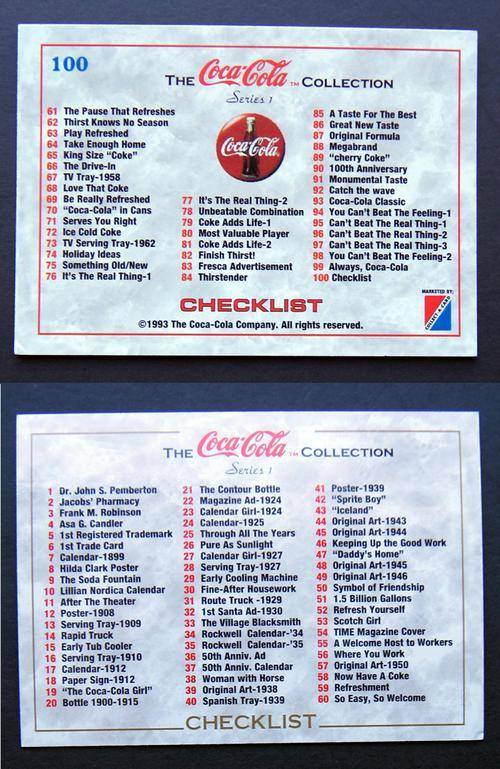 100
THE Coca-Cola™ COLLECTION
Series 1
61 The Pause That Refreshes
62 Thirst Knows No Season
63 Play Refreshed
64 Take Enough Home
65 King Size "Coke"
66 The Drive-In
67 TV Tray-1958
68 Love That Coke
69 Be Really Refreshed
70 "Coca-Cola" in Cans
71 Serves You Right
72 Ice Cold Coke
73 TV Serving Tray-1962
74 Holiday Ideas
75 Something Old/New
76 It's The Real Thing-1
Coca-Cola
77 It's The Real Thing-2
78 Unbeatable Combination
79 Coke Adds Life-1
80 Most Valuable Player
81 Coke Adds Life-2
82 Finish Thirst!
83 Fresca Advertisement
84 Thirstender
85 A Taste For The Best
86 Great New Taste
87 Original Formula
88 Megabrand
89 "cherry Coke"
90 100th Anniversary
91 Monumental Taste
92 Catch the wave
93 Coca-Cola Classic
94 You Can't Beat The Feeling-1
95 Can't Beat The Real Thing-1
96 Can't Beat The Real Thing-2
97 Can't Beat The Real Thing-3
98 You Can't Beat The Feeling-2
99 Always, Coca-Cola
100 Checklist
MARKETED BY:
COLLECT-A-CARD
CHECKLIST
©1993 The Coca-Cola Company. All rights reserved.
THE Coca-Cola™ COLLECTION
Series 1
1 Dr. John S. Pemberton
2 Jacobs' Pharmacy
3 Frank M. Robinson
4 Asa G. Candler
5 1st Registered Trademark
6 1st Trade Card
7 Calendar-1899
8 Hilda Clark Poster
9 The Soda Fountain
10 Lillian Nordica Calendar
11 After The Theater
12 Poster-1908
13 Serving Tray-1909
14 Rapid Truck
15 Early Tub Cooler
16 Serving Tray-1910
17 Calendar-1912
18 Paper Sign-1912
19 "The Coca-Cola Girl"
20 Bottle 1900-1915
21 The Contour Bottle
22 Magazine Ad-1924
23 Calendar Girl-1924
24 Calendar-1925
25 Through All The Years
26 Pure As Sunlight
27 Calendar Girl-1927
28 Serving Tray-1927
29 Early Cooling Machine
30 Fine-After Housework
31 Route Truck -1929
32 1st Santa Ad-1930
33 The Village Blacksmith
34 Rockwell Calendar-'34
35 Rockwell Calendar-'35
36 50th Anniv. Ad
37 50th Anniv. Calendar
38 Woman with Horse
39 Original Art-1938
40 Spanish Tray-1939
41 Poster-1939
42 "Sprite Boy"
43 "Iceland"
44 Original Art-1943
45 Original Art-1944
46 Keeping Up the Good Work
47 "Daddy's Home"
48 Original Art-1945
49 Original Art-1946
50 Symbol of Friendship
51 1.5 Billion Gallons
52 Refresh Yourself
53 Scotch Girl
54 TIME Magazine Cover
55 A Welcome Host to Workers
56 Where You Work
57 Original Art-1950
58 Now Have A Coke
59 Refreshment
60 So Easy, So Welcome
CHECKLIST